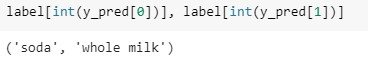 label[int(y_pred[0])], label[int(y_pred[1])]
('soda', 'whole milk')